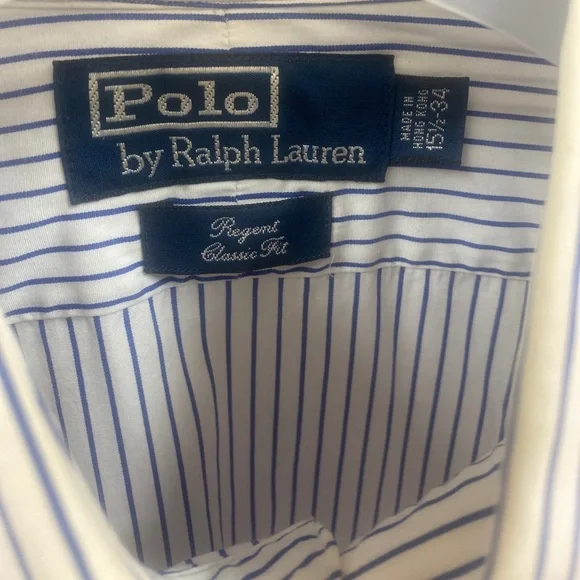 Polo
by Ralph Lauren
MADE IN
HONG KONG
15½-34
Regent
Classic Fit